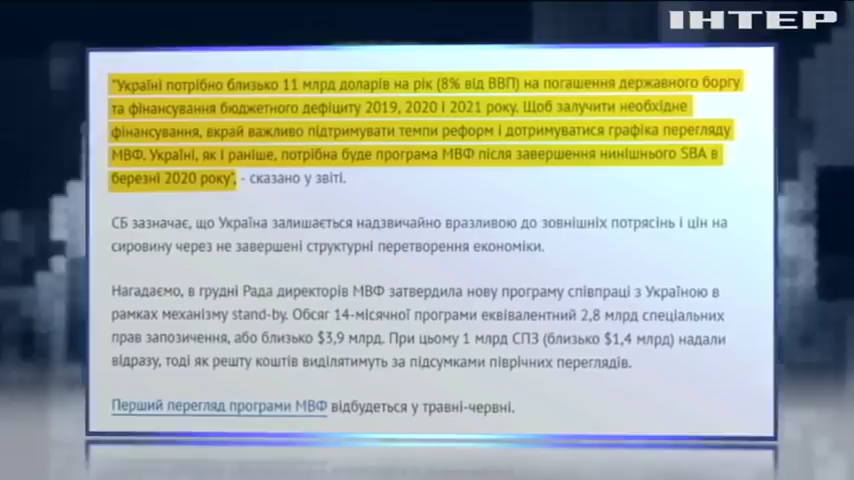 ІНТЕР
"Україні потрібно близько 11 млрд доларів на рік (8% від ВВП) на погашення державного боргу
та фінансування бюджетного дефіциту 2019, 2020 і 2021 року. Щоб залучити необхідне
фінансування, вкрай важливо підтримувати темпи реформ і дотримуватися графіка перегляду
МВФ. Україні, як і раніше, потрібна буде програма МВФ після завершення нинішнього SBA в
березні 2020 року", - сказано у звіті.
СБ зазначає, що Україна залишається надзвичайно вразливою до зовнішніх потрясінь і цін на
сировину через не завершені структурні перетворення економіки.
Нагадаємо, в грудні Рада директорів МВФ затвердила нову програму співпраці з Україною в
рамках механізму stand-by. Обсяг 14-місячної програми еквівалентний 2,8 млрд спеціальних
прав запозичення, або близько $3,9 млрд. При цьому 1 млрд СПЗ (близько $1,4 млрд) надали
відразу, тоді як решту коштів виділятимуть за підсумками піврічних переглядів.
Перший перегляд програми МВФ відбудеться у травні-червні.